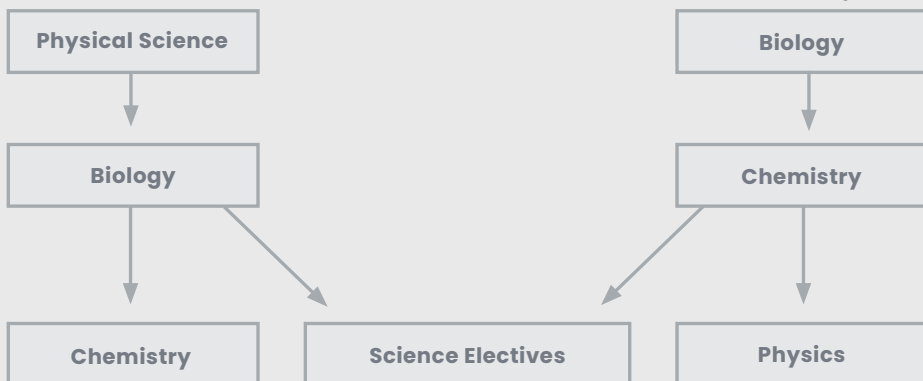 Physical Science
Biology
Biology
Chemistry
Chemistry
Science Electives
Physics